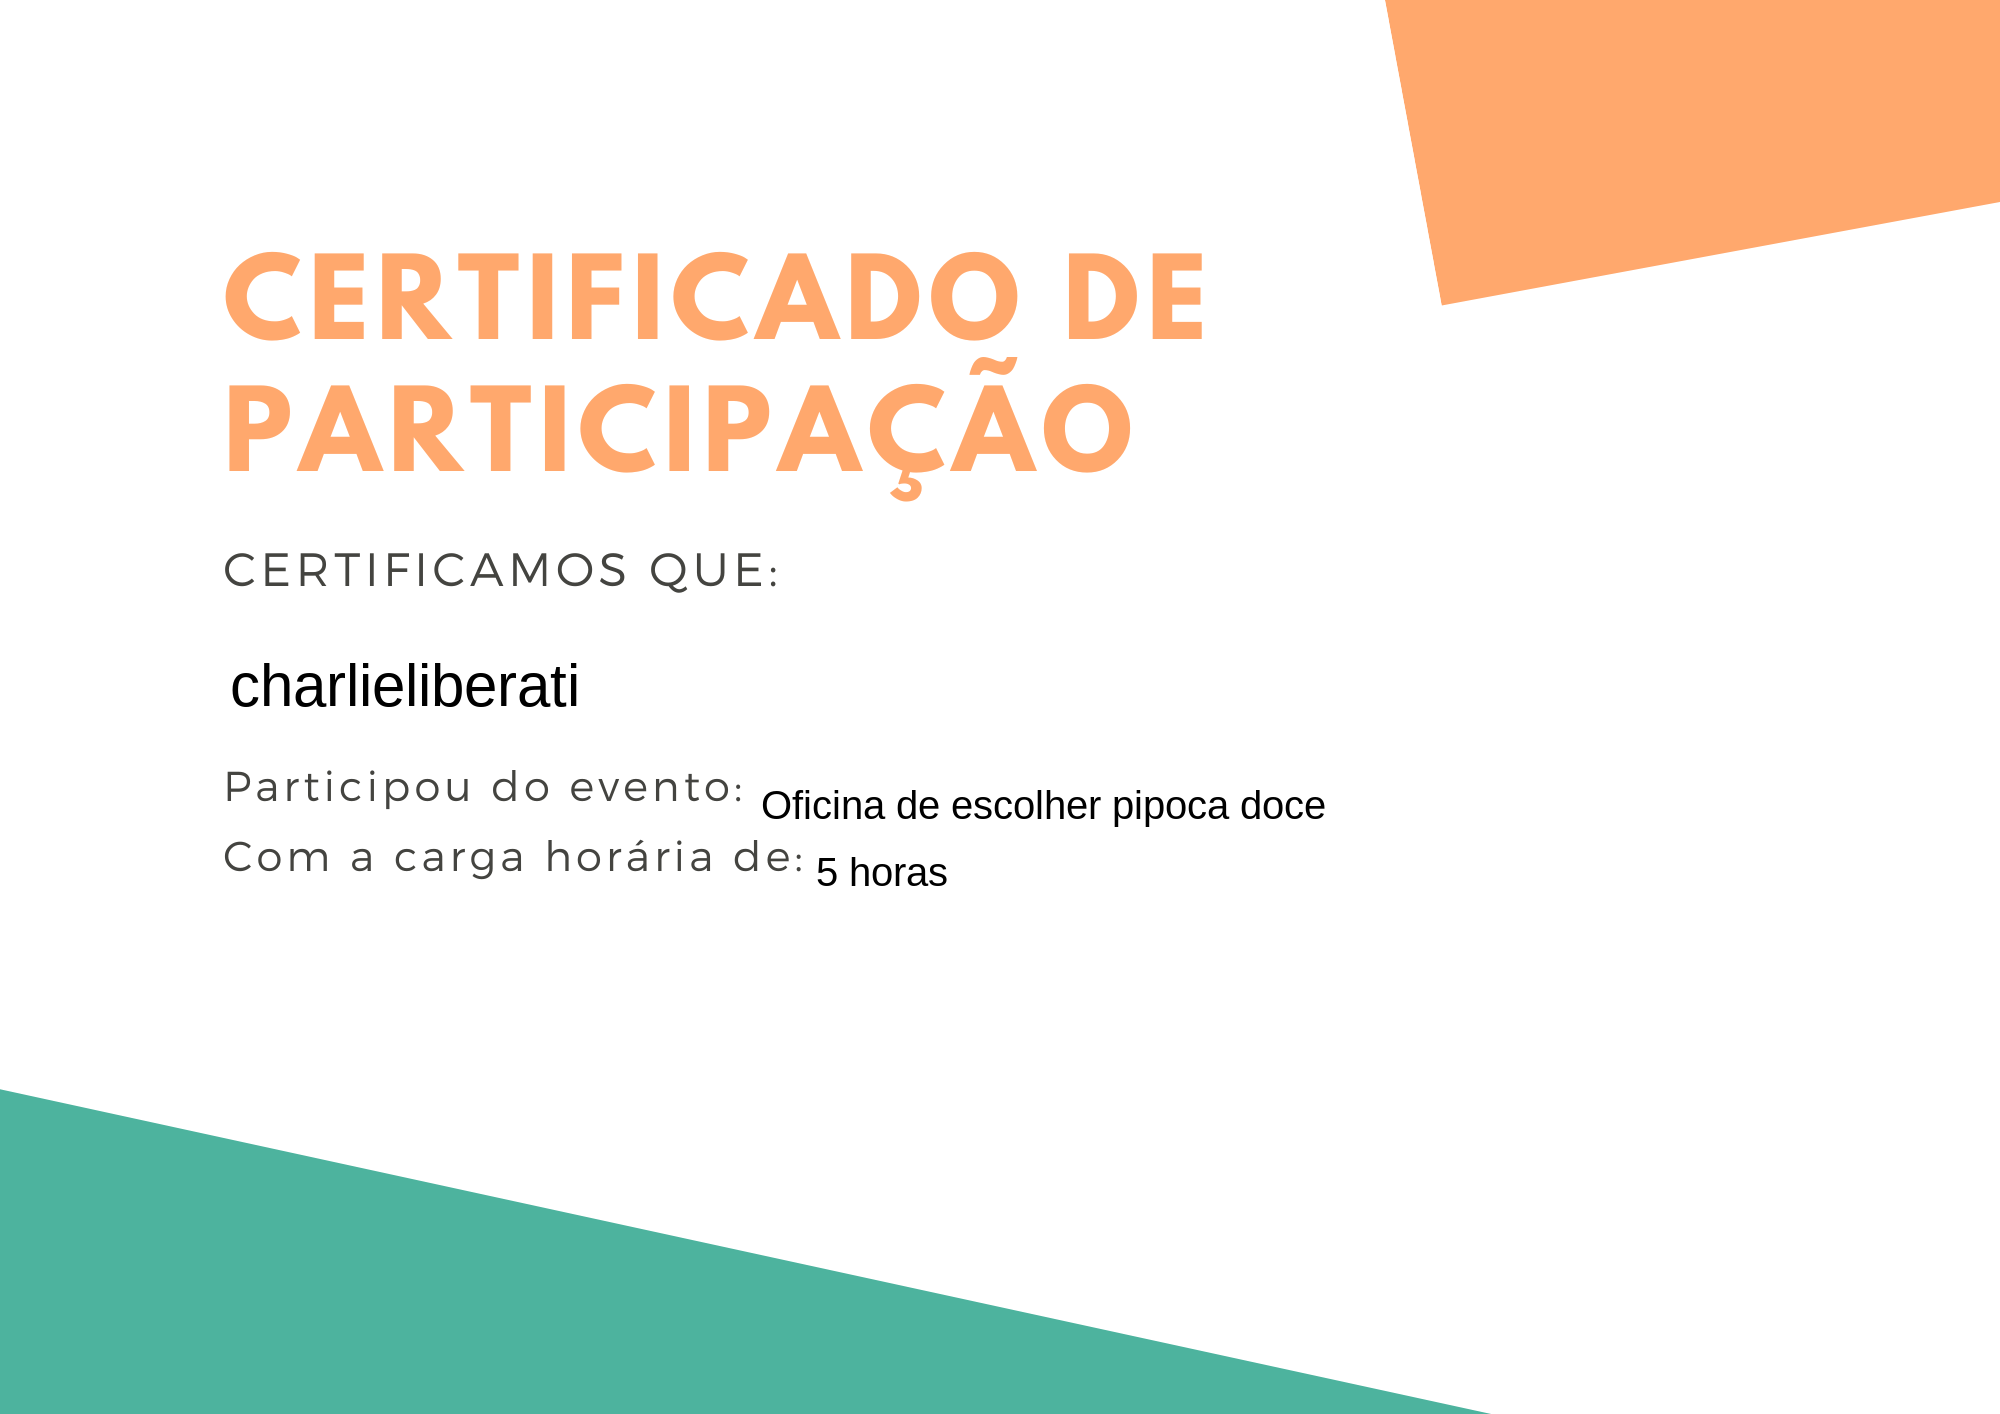 CERTIFICADO DE
PARTICIPAÇÃO
CERTIFICAMOS QUE:
charlieliberati
Participou do evento: Oficina de escolher pipoca doce
Com a carga horária de: 5 horas